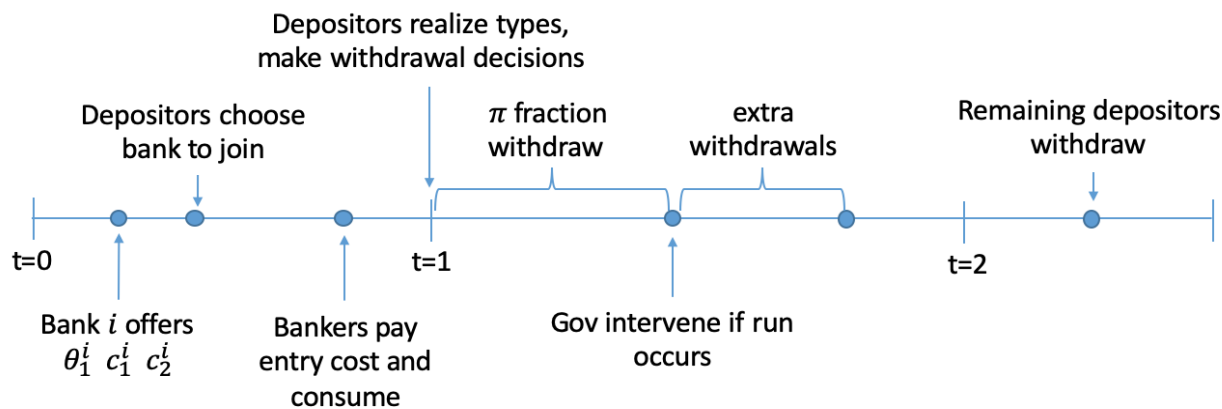 Depositors realize types,
make withdrawal decisions
Depositors choose
bank to join
π fraction
withdraw
extra
withdrawals
Remaining depositors
withdraw
t=0
t=1
t=2
Bank i offers
θ₁ⁱ c₁ⁱ c₂ⁱ
Bankers pay
entry cost and
consume
Gov intervene if run
occurs